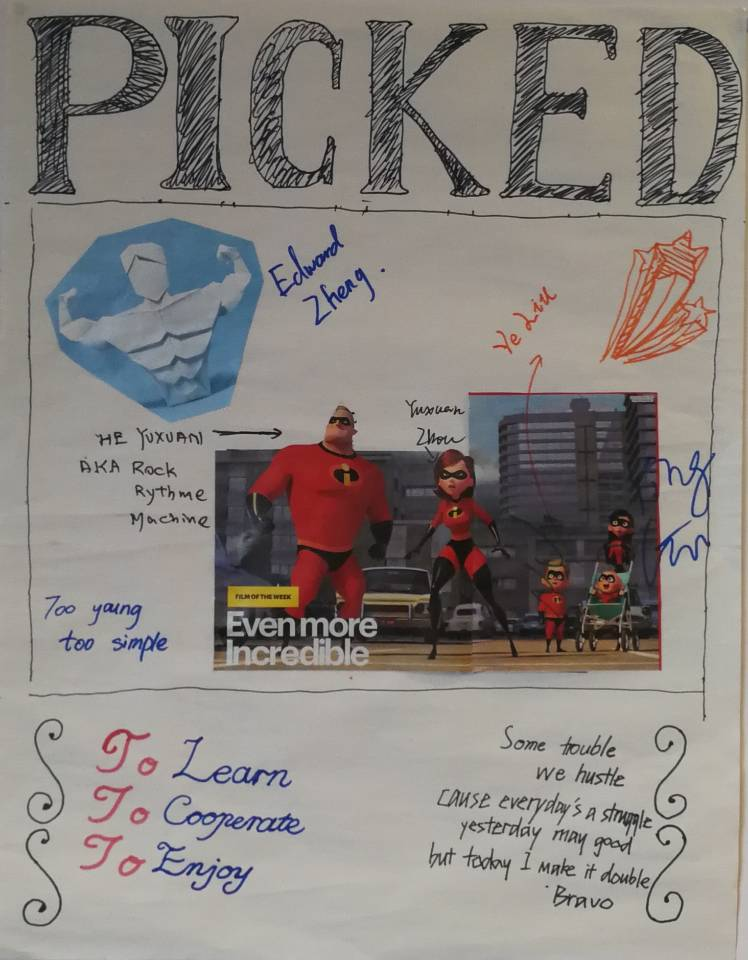 PICKED
Edward
Zheng.
Ye Liu
HE YUXUAN
AKA Rock
Rythme
Machine
Yuxuan
Zhou
FILM OF THE WEEK
Even more
Incredible
Too young
too simple
To Learn
To Cooperate
To Enjoy
Some trouble
we hustle
cause everyday's a struggle
yesterday may good
but today I make it double
Bravo